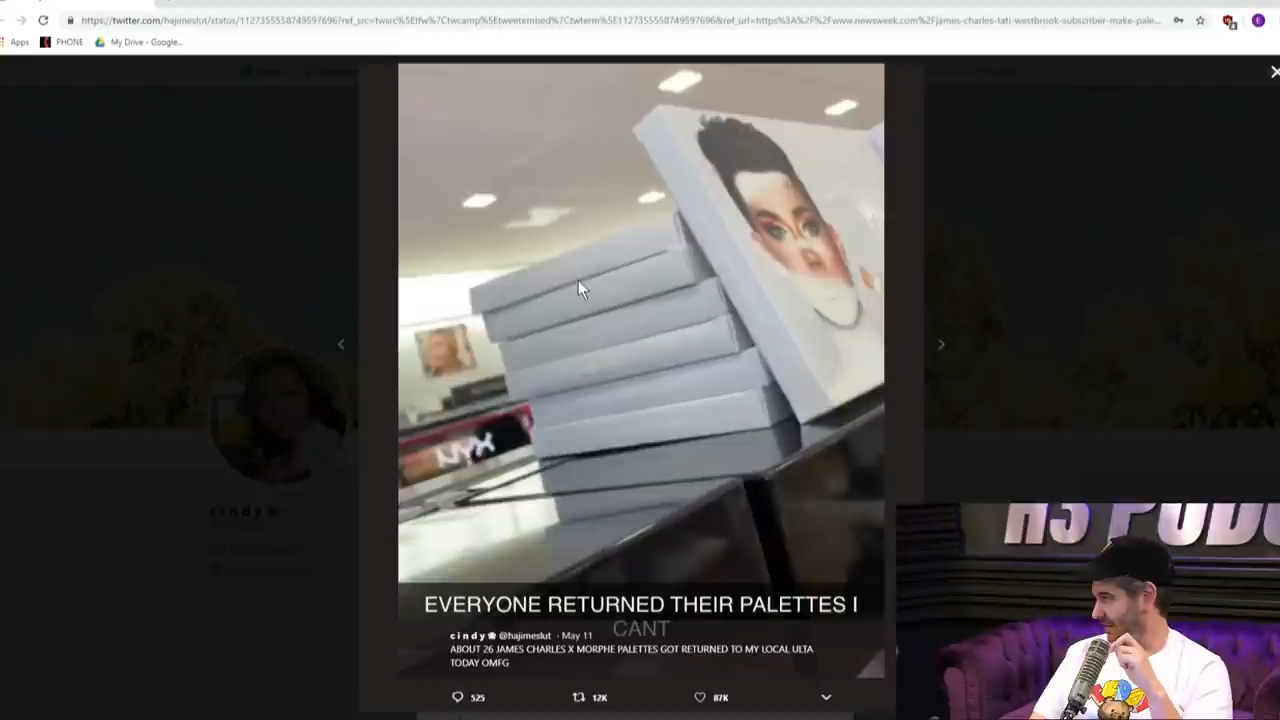 https://twitter.com/hajimeslut/status/1127355558749597696?ref_src=twsrc%5Etfw%7Ctwcamp%5Etweetembed%7Ctwterm%5E1127355558749597696&ref_url=https%3A%2F%2Fwww.newsweek.com%2Fjames-charles-tati-westbrook-subscriber-make-pale...
Apps PHONE My Drive - Google...
NYX
H3 PODC
EVERYONE RETURNED THEIR PALETTES I
CANT
cindy @hajimeslut · May 11
ABOUT 26 JAMES CHARLES X MORPHE PALETTES GOT RETURNED TO MY LOCAL ULTA
TODAY OMFG
525 12K 87K
cindy